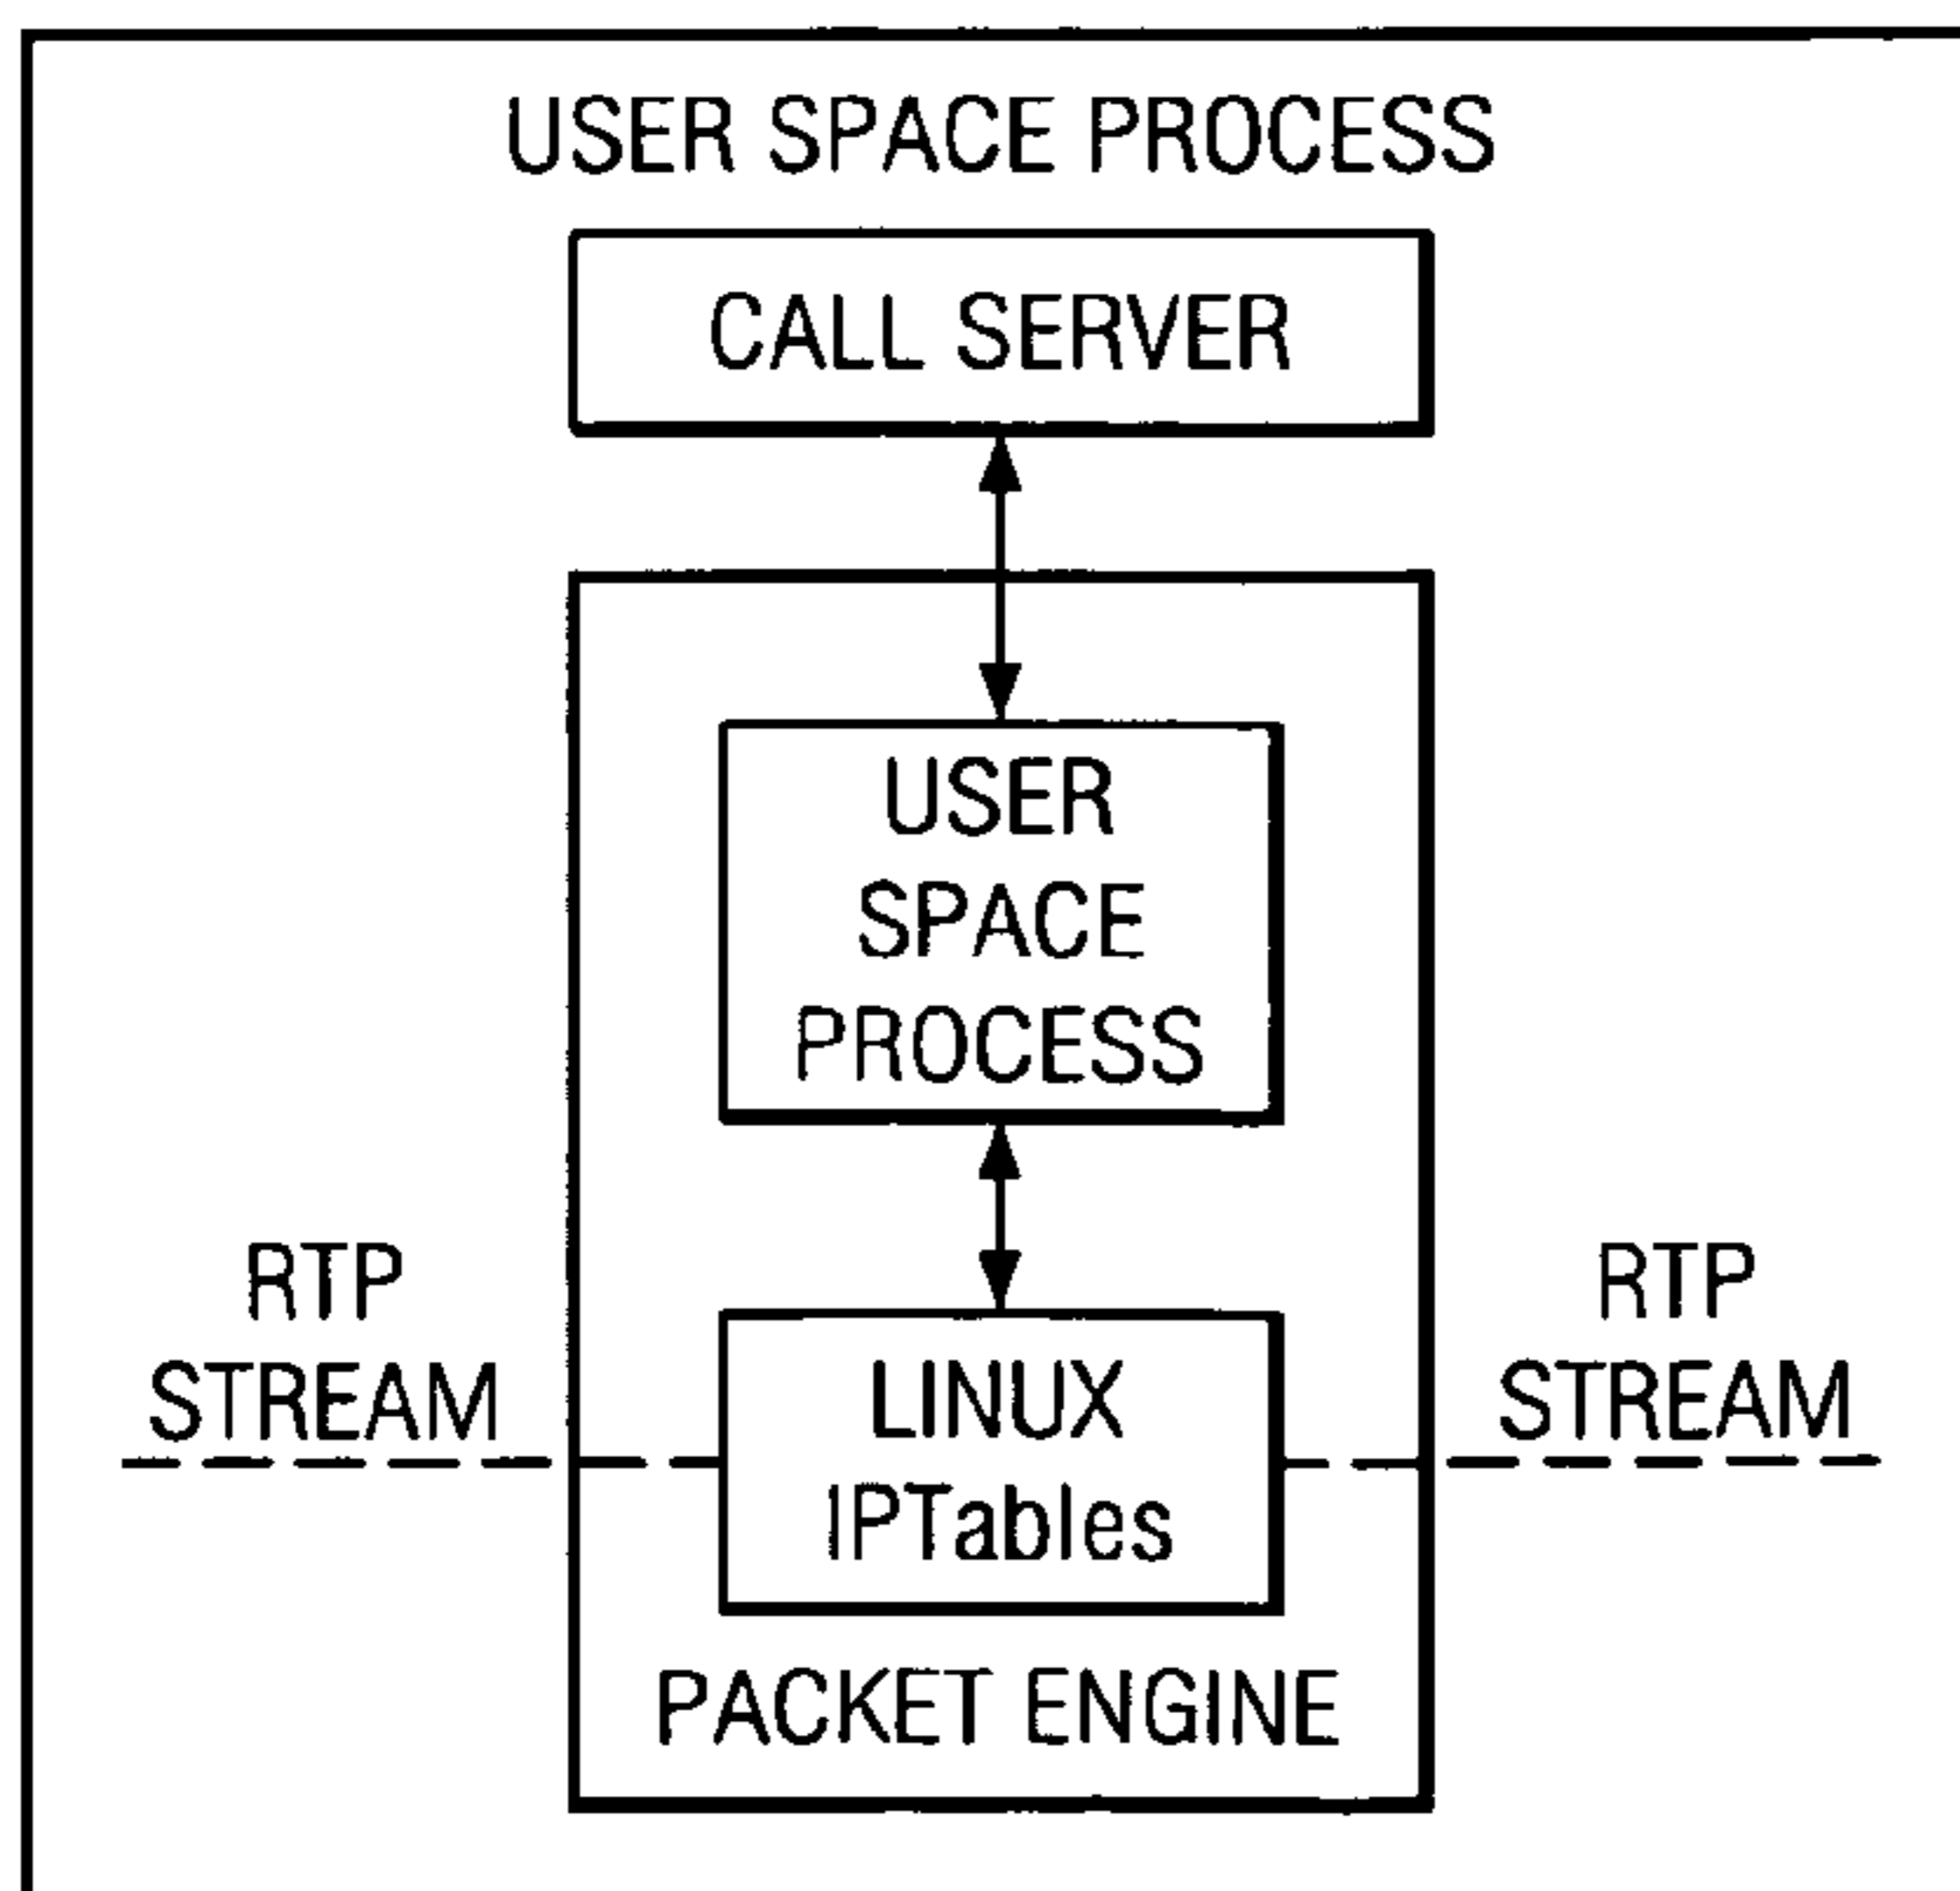 USER SPACE PROCESS
CALL SERVER
USER
SPACE
PROCESS
RTP
STREAM
LINUX
IPTables
RTP
STREAM
PACKET ENGINE